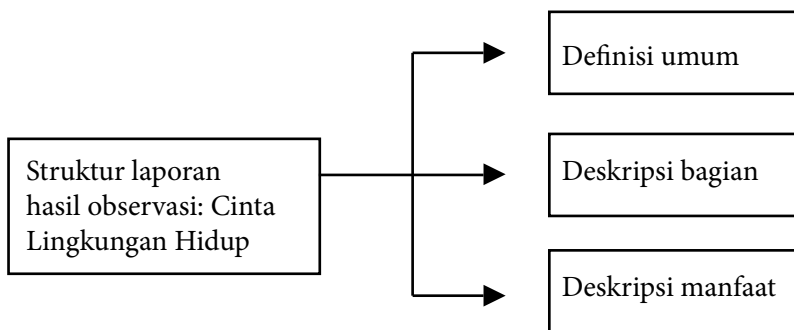 Struktur laporan
hasil observasi: Cinta
Lingkungan Hidup
Definisi umum
Deskripsi bagian
Deskripsi manfaat